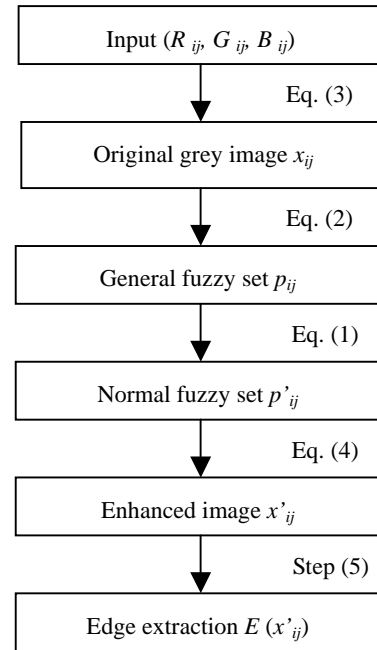 Input (R ij, G ij, B ij)
Eq. (3)
Original grey image xij
Eq. (2)
General fuzzy set pij
Eq. (1)
Normal fuzzy set p'ij
Eq. (4)
Enhanced image x'ij
Step (5)
Edge extraction E (x'ij)